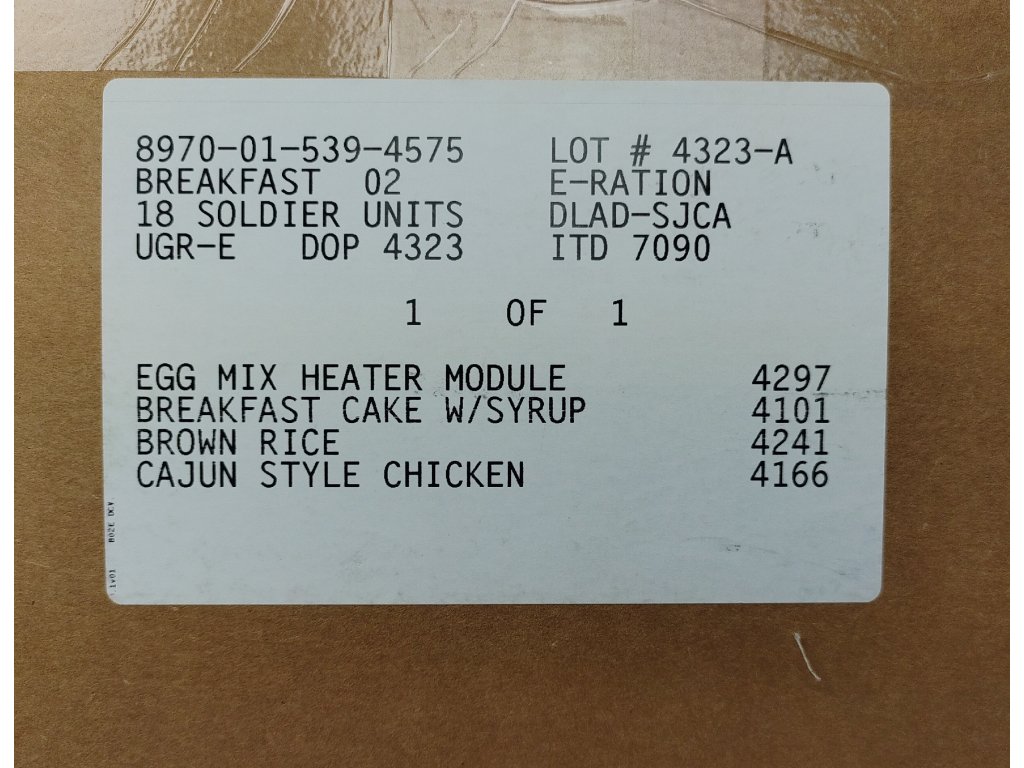 8970-01-539-4575 LOT # 4323-A
BREAKFAST 02 E-RATION
18 SOLDIER UNITS DLAD-SJCA
UGR-E DOP 4323 ITD 7090
1 OF 1
EGG MIX HEATER MODULE 4297
BREAKFAST CAKE W/SYRUP 4101
BROWN RICE 4241
CAJUN STYLE CHICKEN 4166